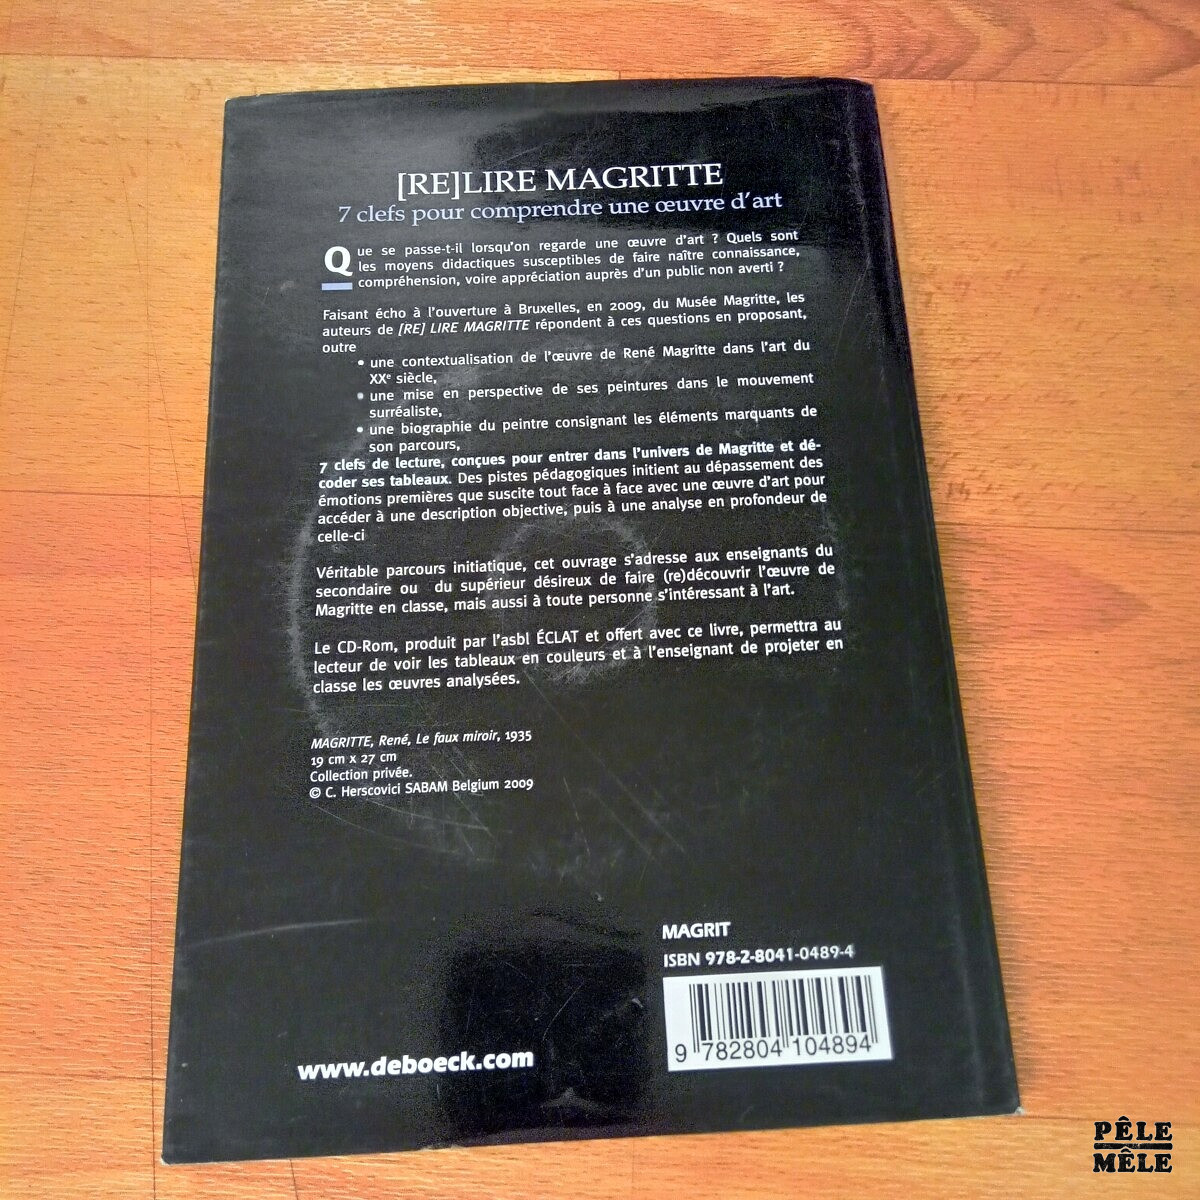 [RE]LIRE MAGRITTE
7 clefs pour comprendre une œuvre d'art
Que se passe-t-il lorsqu'on regarde une œuvre d'art ? Quels sont
les moyens didactiques susceptibles de faire naître connaissance,
compréhension, voire appréciation auprès d'un public non averti ?
Faisant écho à l'ouverture à Bruxelles, en 2009, du Musée Magritte, les
auteurs de [RE] LIRE MAGRITTE répondent à ces questions en proposant,
outre
• une contextualisation de l'œuvre de René Magritte dans l'art du
XXe siècle,
• une mise en perspective de ses peintures dans le mouvement
surréaliste,
• une biographie du peintre consignant les éléments marquants de
son parcours,
7 clefs de lecture, conçues pour entrer dans l'univers de Magritte et dé-
coder ses tableaux. Des pistes pédagogiques initient au dépassement des
émotions premières que suscite tout face à face avec une œuvre d'art pour
accéder à une description objective, puis à une analyse en profondeur de
celle-ci
Véritable parcours initiatique, cet ouvrage s'adresse aux enseignants du
secondaire ou du supérieur désireux de faire (re)découvrir l'œuvre de
Magritte en classe, mais aussi à toute personne s'intéressant à l'art.
Le CD-Rom, produit par l'asbl ÉCLAT et offert avec ce livre, permettra au
lecteur de voir les tableaux en couleurs et à l'enseignant de projeter en
classe les œuvres analysées.
MAGRITTE, René, Le faux miroir, 1935
19 cm x 27 cm
Collection privée.
© C. Herscovici SABAM Belgium 2009
MAGRIT
ISBN 978-2-8041-0489-4
9 782804 104894
www.deboeck.com
PÊLE
MÊLE